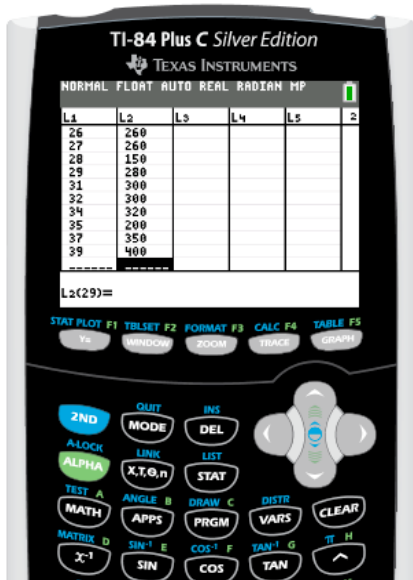 TI-84 Plus C Silver Edition
TEXAS INSTRUMENTS
NORMAL FLOAT AUTO REAL RADIAN MP
L1 L2 L3 L4 L5 2
26 260
27 260
28 150
29 280
31 300
32 300
34 320
35 200
37 350
39 400
------ ------
L2(29)=
STAT PLOT F1 TBLSET F2 FORMAT F3 CALC F4 TABLE F5
Y= WINDOW ZOOM TRACE GRAPH
QUIT INS
2ND MODE DEL
A-LOCK LINK LIST
ALPHA X,T,Θ,n STAT
TEST A ANGLE B DRAW C DISTR
MATH APPS PRGM VARS CLEAR
MATRIX D SIN-1 E COS-1 F TAN-1 G π H
x-1 SIN COS TAN ^